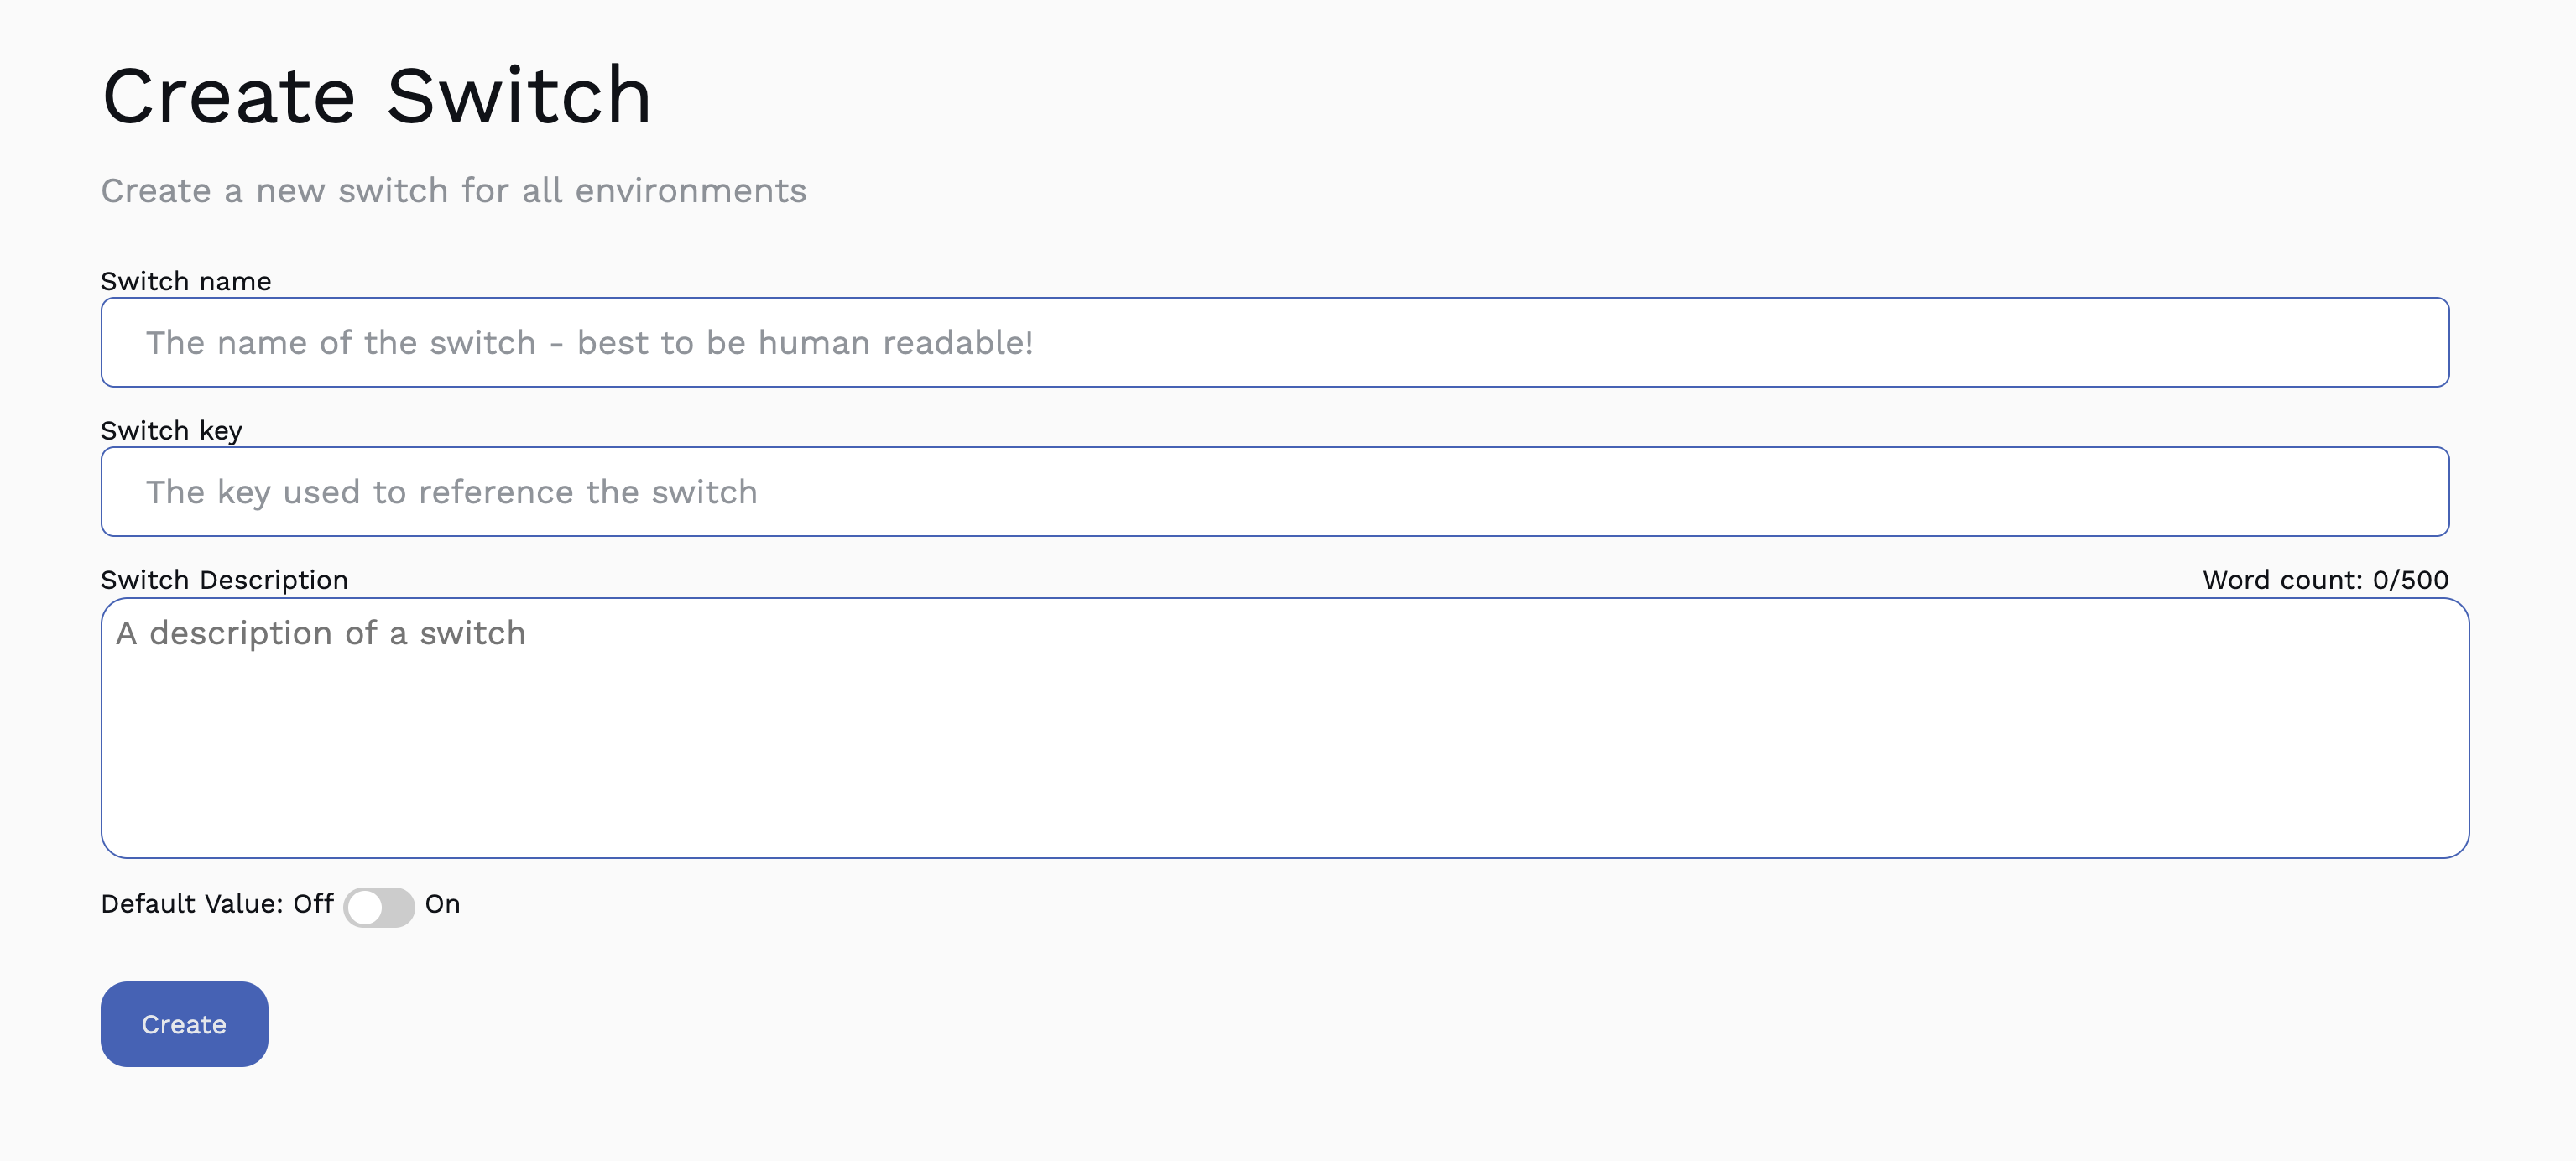 Create Switch
Create a new switch for all environments
Switch name
The name of the switch - best to be human readable!
Switch key
The key used to reference the switch
Switch Description Word count: 0/500
A description of a switch
Default Value: Off On
Create